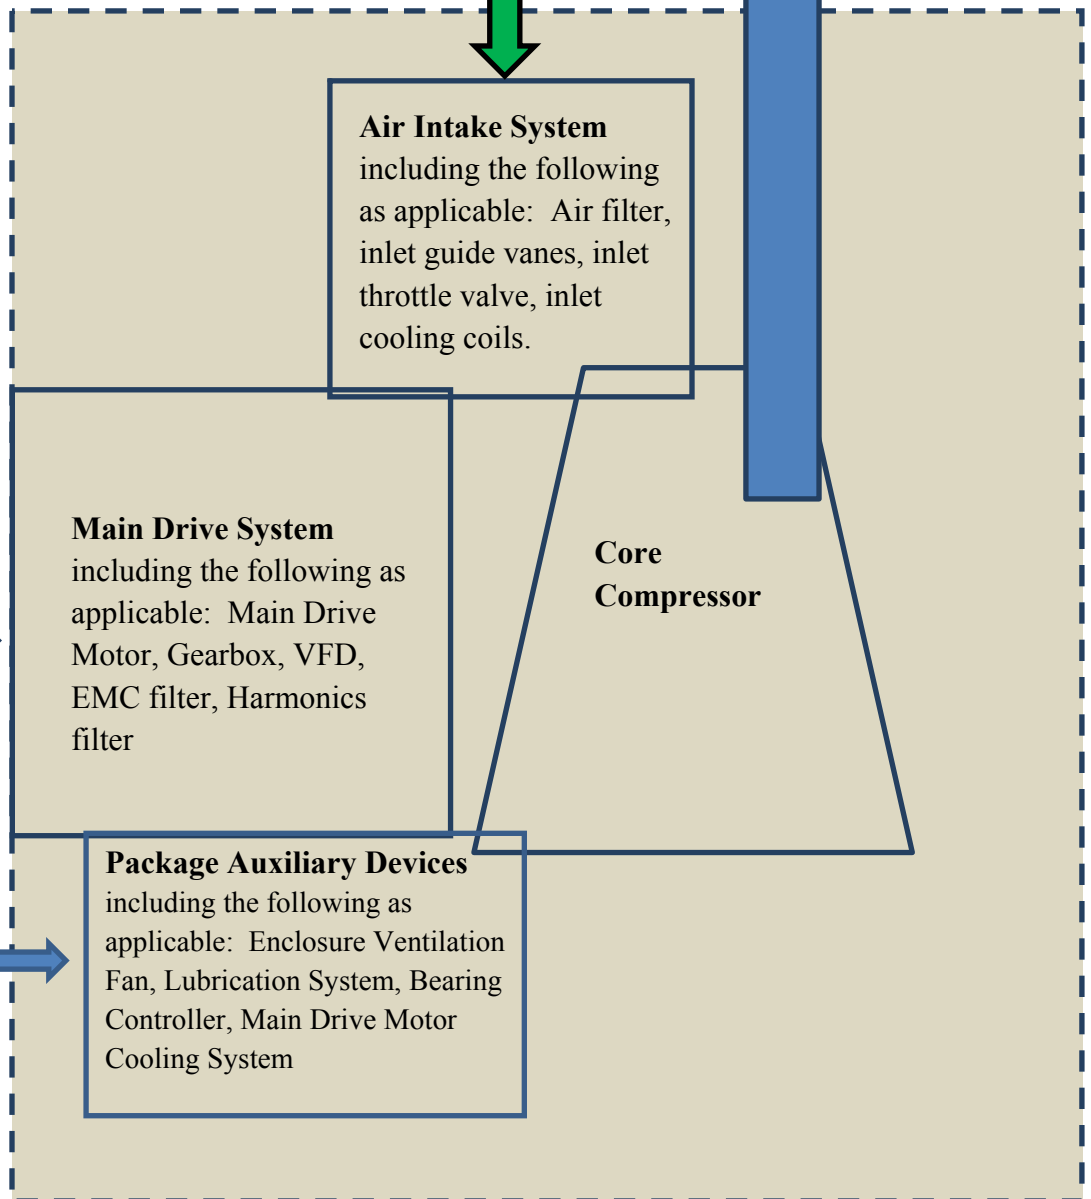 Air Intake System
including the following
as applicable:  Air filter,
inlet guide vanes, inlet
throttle valve, inlet
cooling coils.
Main Drive System
including the following as
applicable:  Main Drive
Motor, Gearbox, VFD,
EMC filter, Harmonics
filter
Core
Compressor
Package Auxiliary Devices
including the following as
applicable:  Enclosure Ventilation
Fan, Lubrication System, Bearing
Controller, Main Drive Motor
Cooling System